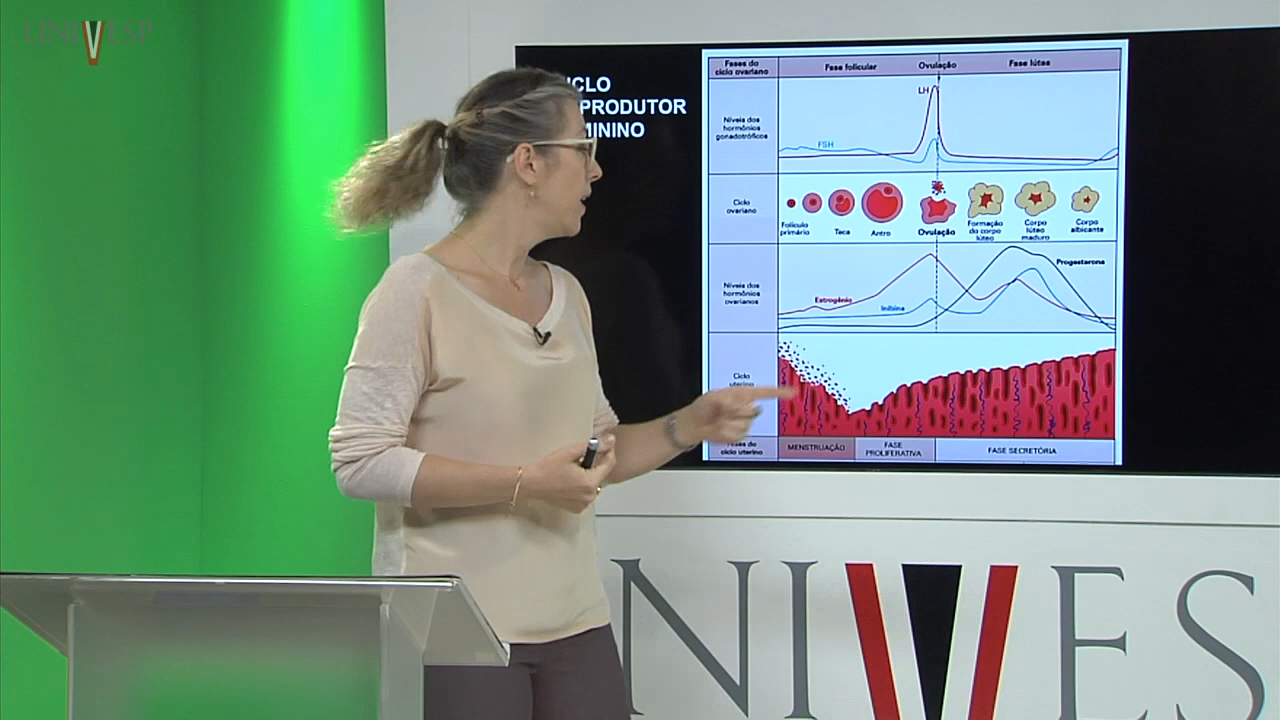 UNIVESP
CICLO
REPRODUTOR
FEMININO
Fases do
ciclo ovariano
Fase folicular
Ovulação
Fase lútea
Níveis dos
hormônios
gonadotróficos
LH
FSH
Ciclo
ovariano
Folículo
primário
Teca
Antro
Ovulação
Formação
do corpo
lúteo
Corpo
lúteo
maduro
Corpo
albicante
Níveis dos
hormônios
ovarianos
Estrogênio
Inibina
Progesterona
Ciclo
uterino
Fases do
ciclo uterino
MENSTRUAÇÃO
FASE
PROLIFERATIVA
FASE SECRETÓRIA
NIVES